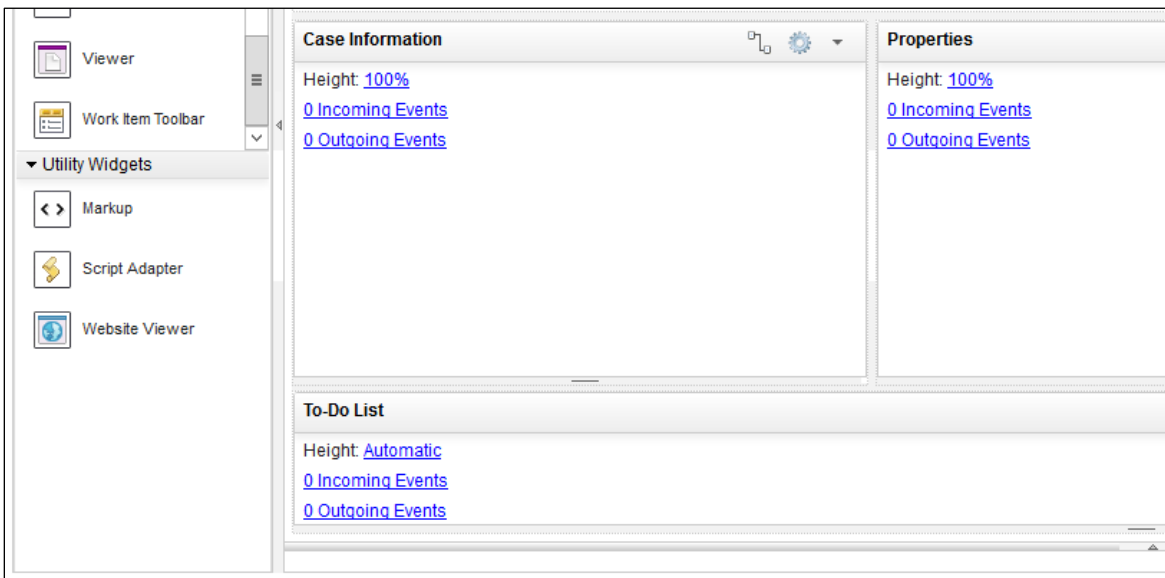 Viewer
Work Item Toolbar
Utility Widgets
Markup
Script Adapter
Website Viewer
Case Information
Height: 100%
0 Incoming Events
0 Outgoing Events
Properties
Height: 100%
0 Incoming Events
0 Outgoing Events
To-Do List
Height: Automatic
0 Incoming Events
0 Outgoing Events